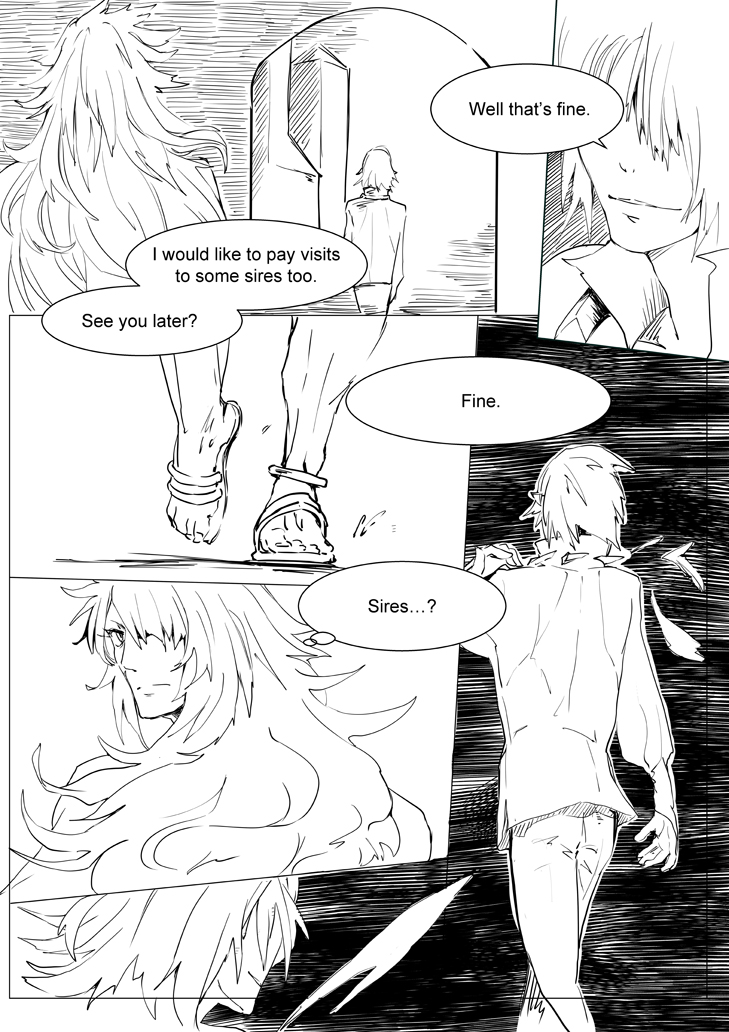 Well that's fine.
I would like to pay visits
to some sires too.
See you later?
Fine.
Sires...?